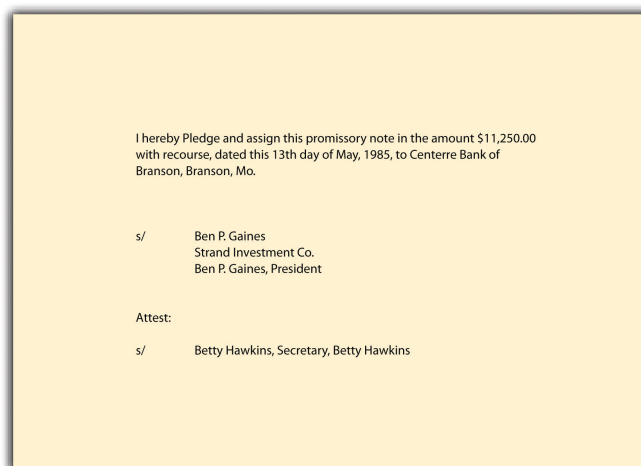 I hereby Pledge and assign this promissory note in the amount $11,250.00
with recourse, dated this 13th day of May, 1985, to Centerre Bank of
Branson, Branson, Mo.
s/ Ben P. Gaines
Strand Investment Co.
Ben P. Gaines, President
Attest:
s/ Betty Hawkins, Secretary, Betty Hawkins